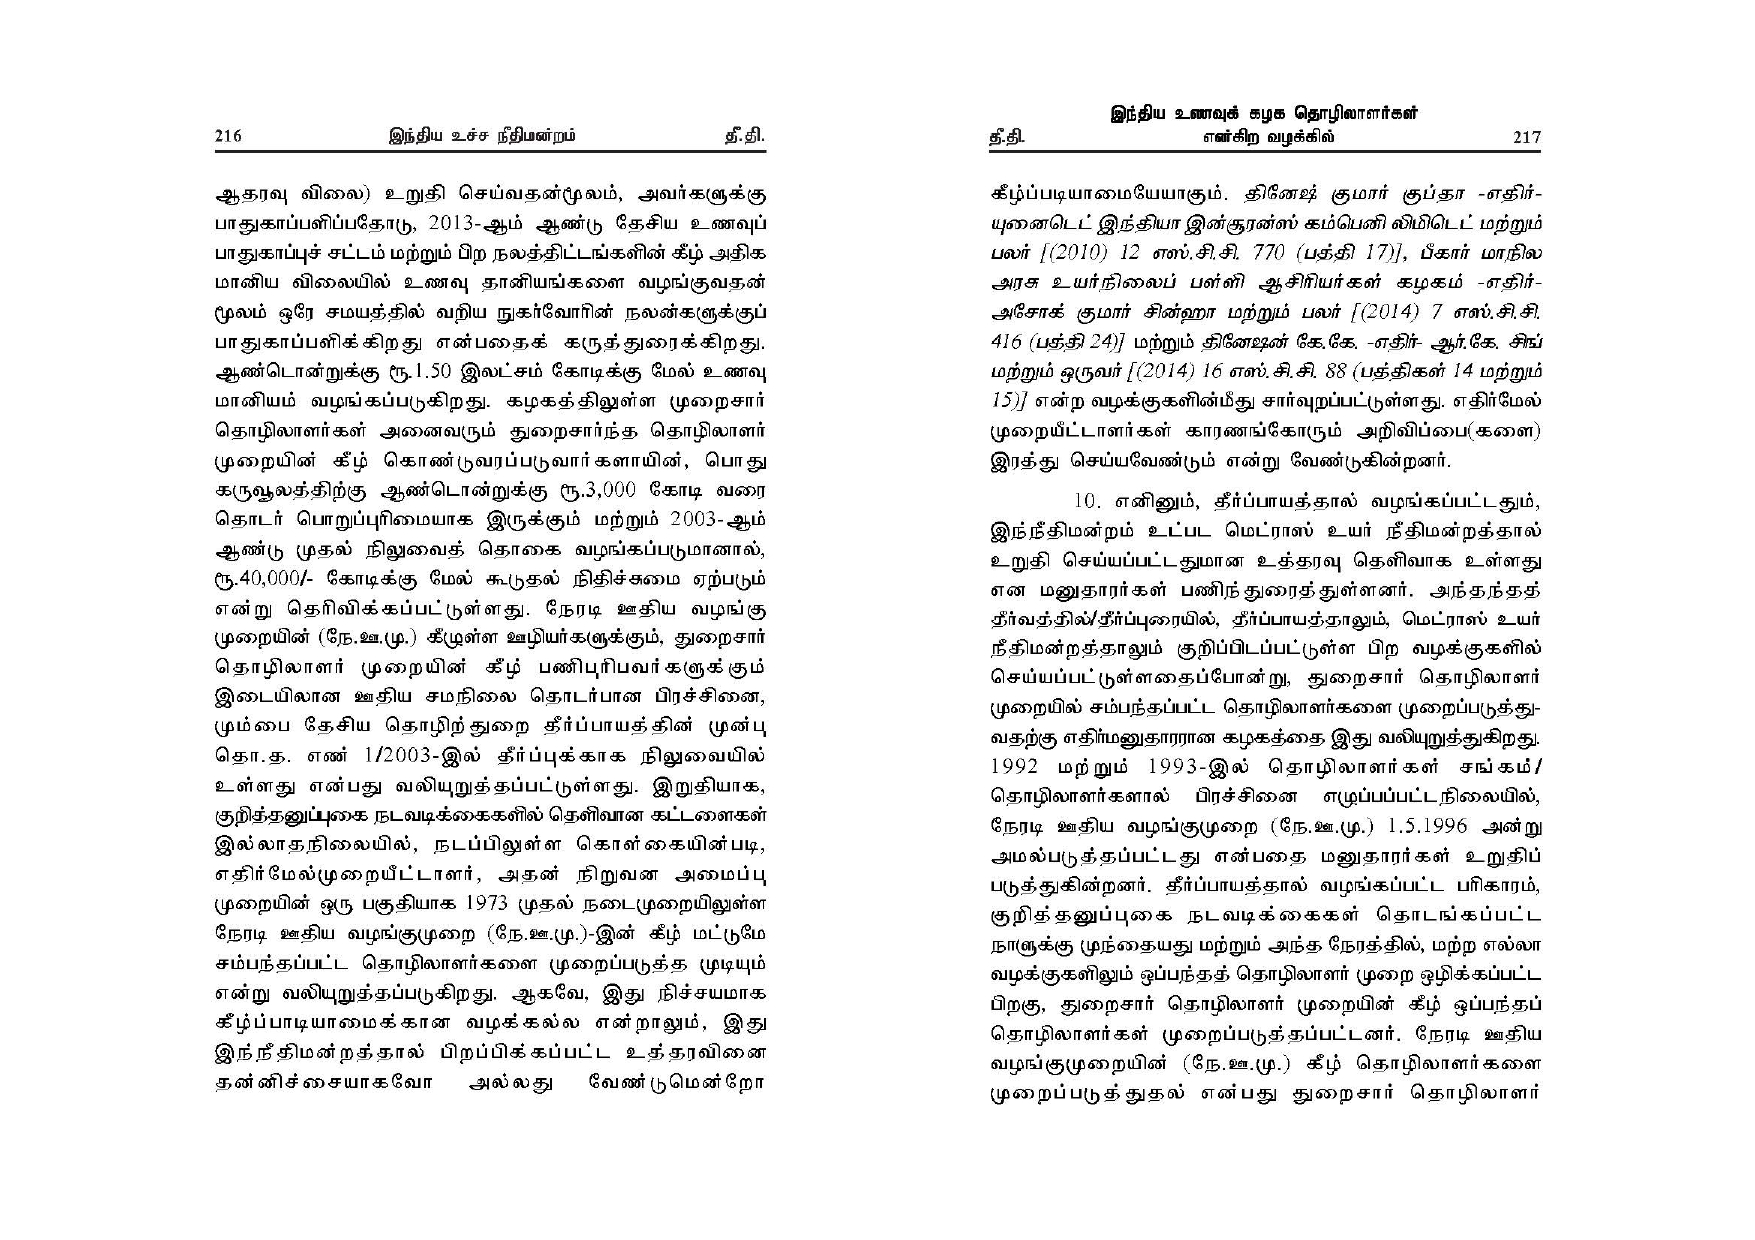 216 இந்திய உச்ச நீதிமன்றம் தீ.தி.
ஆதரவு விலை) உறுதி செய்வதன்மூலம், அவர்களுக்கு
பாதுகாப்பளிப்பதோடு, 2013-ஆம் ஆண்டு தேசிய உணவுப்
பாதுகாப்புச் சட்டம் மற்றும் பிற நலத்திட்டங்களின் கீழ் அதிக
மானிய விலையில் உணவு தானியங்களை வழங்குவதன்
மூலம் ஒரே சமயத்தில் வறிய நுகர்வோரின் நலன்களுக்குப்
பாதுகாப்பளிக்கிறது என்பதைக் கருத்துரைக்கிறது.
ஆண்டொன்றுக்கு ரூ.1.50 இலட்சம் கோடிக்கு மேல் உணவு
மானியம் வழங்கப்படுகிறது. கழகத்திலுள்ள முறைசார்
தொழிலாளர்கள் அனைவரும் துறைசார்ந்த தொழிலாளர்
முறையின் கீழ் கொண்டுவரப்படுவார்களாயின், பொது
கருவூலத்திற்கு ஆண்டொன்றுக்கு ரூ.3,000 கோடி வரை
தொடர் பொறுப்புரிமையாக இருக்கும் மற்றும் 2003-ஆம்
ஆண்டு முதல் நிலுவைத் தொகை வழங்கப்படுமானால்,
ரூ.40,000/- கோடிக்கு மேல் கூடுதல் நிதிச்சுமை ஏற்படும்
என்று தெரிவிக்கப்பட்டுள்ளது. நேரடி ஊதிய வழங்கு
முறையின் (நே.ஊ.மு.) கீழுள்ள ஊழியர்களுக்கும், துறைசார்
தொழிலாளர் முறையின் கீழ் பணிபுரிபவர்களுக்கும்
இடையிலான ஊதிய சமநிலை தொடர்பான பிரச்சினை,
மும்பை தேசிய தொழிற்துறை தீர்ப்பாயத்தின் முன்பு
தொ.த. எண் 1/2003-இல் தீர்ப்புக்காக நிலுவையில்
உள்ளது என்பது வலியுறுத்தப்பட்டுள்ளது. இறுதியாக,
குறித்தனுப்புகை நடவடிக்கைகளில் தெளிவான கட்டளைகள்
இல்லாதநிலையில், நடப்பிலுள்ள கொள்கையின்படி,
எதிர்மேல்முறையீட்டாளர், அதன் நிறுவன அமைப்பு
முறையின் ஒரு பகுதியாக 1973 முதல் நடைமுறையிலுள்ள
நேரடி ஊதிய வழங்குமுறை (நே.ஊ.மு.)-இன் கீழ் மட்டுமே
சம்பந்தப்பட்ட தொழிலாளர்களை முறைப்படுத்த முடியும்
என்று வலியுறுத்தப்படுகிறது. ஆகவே, இது நிச்சயமாக
கீழ்ப்பாடியாமைக்கான வழக்கல்ல என்றாலும், இது
இந்நீதிமன்றத்தால் பிறப்பிக்கப்பட்ட உத்தரவினை
தன்னிச்சையாகவோ அல்லது வேண்டுமென்றோ
இந்திய உணவுக் கழக தொழிலாளர்கள்
தீ.தி. என்கிற வழக்கில் 217
கீழ்ப்படியாமையேயாகும். தினேஷ் குமார் குப்தா -எதிர்-
யுனைடெட் இந்தியா இன்சூரன்ஸ் கம்பெனி லிமிடெட் மற்றும்
பலர் [(2010) 12 எஸ்.சி.சி. 770 (பத்தி 17)], பீகார் மாநில
அரசு உயர்நிலைப் பள்ளி ஆசிரியர்கள் கழகம் -எதிர்-
அசோக் குமார் சின்ஹா மற்றும் பலர் [(2014) 7 எஸ்.சி.சி.
416 (பத்தி 24)] மற்றும் தினேஷன் கே.கே. -எதிர்- ஆர்.கே. சிங்
மற்றும் ஒருவர் [(2014) 16 எஸ்.சி.சி. 88 (பத்திகள் 14 மற்றும்
15)] என்ற வழக்குகளின்மீது சார்வுறப்பட்டுள்ளது. எதிர்மேல்
முறையீட்டாளர்கள் காரணங்கோரும் அறிவிப்பை(களை)
இரத்து செய்யவேண்டும் என்று வேண்டுகின்றனர்.
10. எனினும், தீர்ப்பாயத்தால் வழங்கப்பட்டதும்,
இந்நீதிமன்றம் உட்பட மெட்ராஸ் உயர் நீதிமன்றத்தால்
உறுதி செய்யப்பட்டதுமான உத்தரவு தெளிவாக உள்ளது
என மனுதாரர்கள் பணிந்துரைத்துள்ளனர். அந்தந்தத்
தீர்வத்தில்/தீர்ப்புரையில், தீர்ப்பாயத்தாலும், மெட்ராஸ் உயர்
நீதிமன்றத்தாலும் குறிப்பிடப்பட்டுள்ள பிற வழக்குகளில்
செய்யப்பட்டுள்ளதைப்போன்று, துறைசார் தொழிலாளர்
முறையில் சம்பந்தப்பட்ட தொழிலாளர்களை முறைப்படுத்து-
வதற்கு எதிர்மனுதாரரான கழகத்தை இது வலியுறுத்துகிறது.
1992 மற்றும் 1993-இல் தொழிலாளர்கள் சங்கம்/
தொழிலாளர்களால் பிரச்சினை எழுப்பப்பட்டநிலையில்,
நேரடி ஊதிய வழங்குமுறை (நே.ஊ.மு.) 1.5.1996 அன்று
அமல்படுத்தப்பட்டது என்பதை மனுதாரர்கள் உறுதிப்
படுத்துகின்றனர். தீர்ப்பாயத்தால் வழங்கப்பட்ட பரிகாரம்,
குறித்தனுப்புகை நடவடிக்கைகள் தொடங்கப்பட்ட
நாளுக்கு முந்தையது மற்றும் அந்த நேரத்தில், மற்ற எல்லா
வழக்குகளிலும் ஒப்பந்தத் தொழிலாளர் முறை ஒழிக்கப்பட்ட
பிறகு, துறைசார் தொழிலாளர் முறையின் கீழ் ஒப்பந்தப்
தொழிலாளர்கள் முறைப்படுத்தப்பட்டனர். நேரடி ஊதிய
வழங்குமுறையின் (நே.ஊ.மு.) கீழ் தொழிலாளர்களை
முறைப்படுத்துதல் என்பது துறைசார் தொழிலாளர்